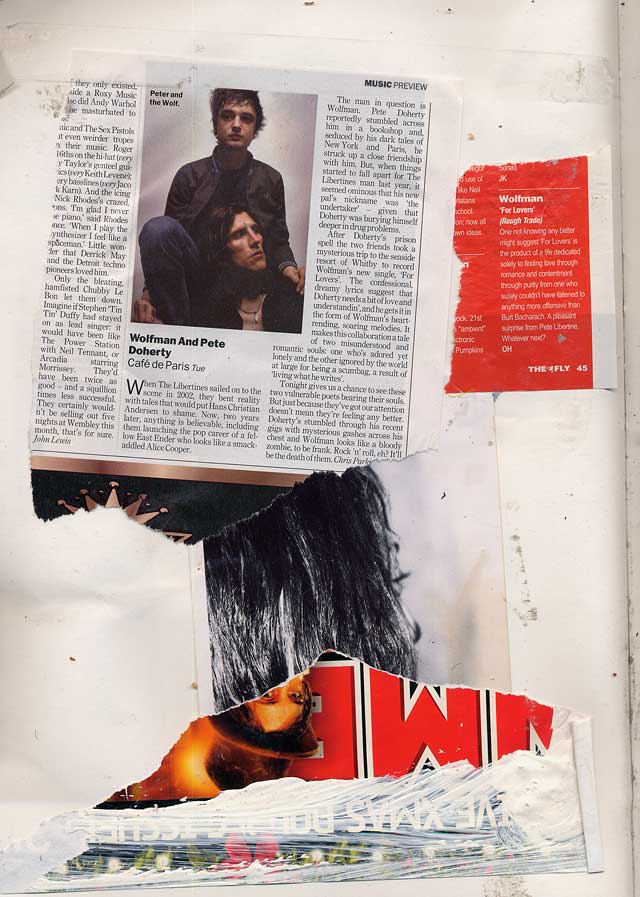 MUSIC PREVIEW
they only existed,
side a Roxy Music
did Andy Warhol
he masturbated to
nic and The Sex Pistols
t even weirder tropes
their music. Roger
16ths on the hi-hat (very
y Taylor's genteel gui-
ics (very Keith Levene);
ery basslines (very Jaco
k Karn). And the icing
Nick Rhodes's crazed,
ons. 'I'm glad I never
e piano,' said Rhodes
once. 'When I play the
synthesizer I feel like a
spaceman.' Little won-
der that Derrick May
and the Detroit techno
pioneers loved him.
Only the bleating,
hamfisted Chubby Le
Bon let them down.
Imagine if Stephen 'Tin
Tin' Duffy had stayed
on as lead singer: it
would have been like
The Power Station
with Neil Tennant, or
Arcadia starring
Morrissey. They'd
have been twice as
good – and a squillion
times less successful.
They certainly would-
n't be selling out five
nights at Wembley this
month, that's for sure.
John Lewis
Peter and
the Wolf.
Wolfman And Pete
Doherty
Café de Paris Tue
When The Libertines sailed on to the
scene in 2002, they bent reality
with tales that would put Hans Christian
Andersen to shame. Now, two years
later, anything is believable, including
them launching the pop career of a fel-
low East Ender who looks like a smack-
addled Alice Cooper.
The man in question is
Wolfman. Pete Doherty
reportedly stumbled across
him in a bookshop and,
seduced by his dark tales of
New York and Paris, he
struck up a close friendship
with him. But, when things
started to fall apart for The
Libertines man last year, it
seemed ominous that his new
pal's nickname was 'the
undertaker' – given that
Doherty was burying himself
deeper in drug problems.
After Doherty's prison
spell the two friends took a
mysterious trip to the seaside
resort of Whitby to record
Wolfman's new single, 'For
Lovers'. The confessional,
dreamy lyrics suggest that
Doherty needs 'a bit of love and
understandin', and he gets it in
the form of Wolfman's heart-
rending, soaring melodies. It
makes this collaboration a tale
of two misunderstood and
romantic souls: one who's adored yet
lonely and the other ignored by the world
at large for being a scumbag, a result of
'living what he writes'.
Tonight gives us a chance to see these
two vulnerable poets bearing their souls.
But just because they've got our attention
doesn't mean they're feeling any better.
Doherty's stumbled through his recent
gigs with mysterious gashes across his
chest and Wolfman looks like a bloody
zombie, to be frank. Rock 'n' roll, eh? It'll
be the death of them. Chris Park
d use of
like Neil
school.
on; now all
wn ideas.
ock. 21st
s "ambient"
lectronic
Pumpkins
JK
Wolfman
'For Lovers'
(Rough Trade)
One not knowing any better
might suggest 'For Lovers' is
the product of a life dedicated
solely to finding love through
romance and contentment
through purity from one who
surely couldn't have listened to
anything more offensive than
Burt Bacharach. A pleasant
surprise from Pete Libertine.
Whatever next?
OH
THE FLY 45
XMAS